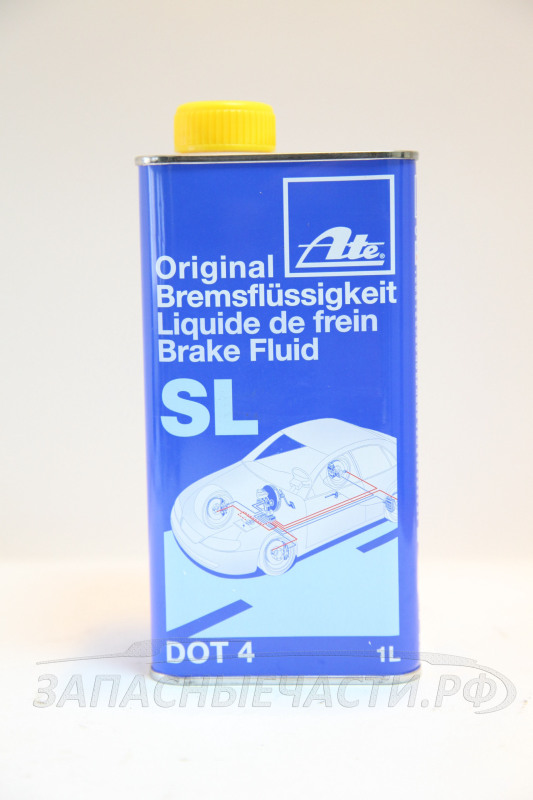 Ate®
Original
Bremsflüssigkeit
Liquide de frein
Brake Fluid
SL
DOT 4
1L
ЗАПАСНЫЕЧАСТИ.РФ